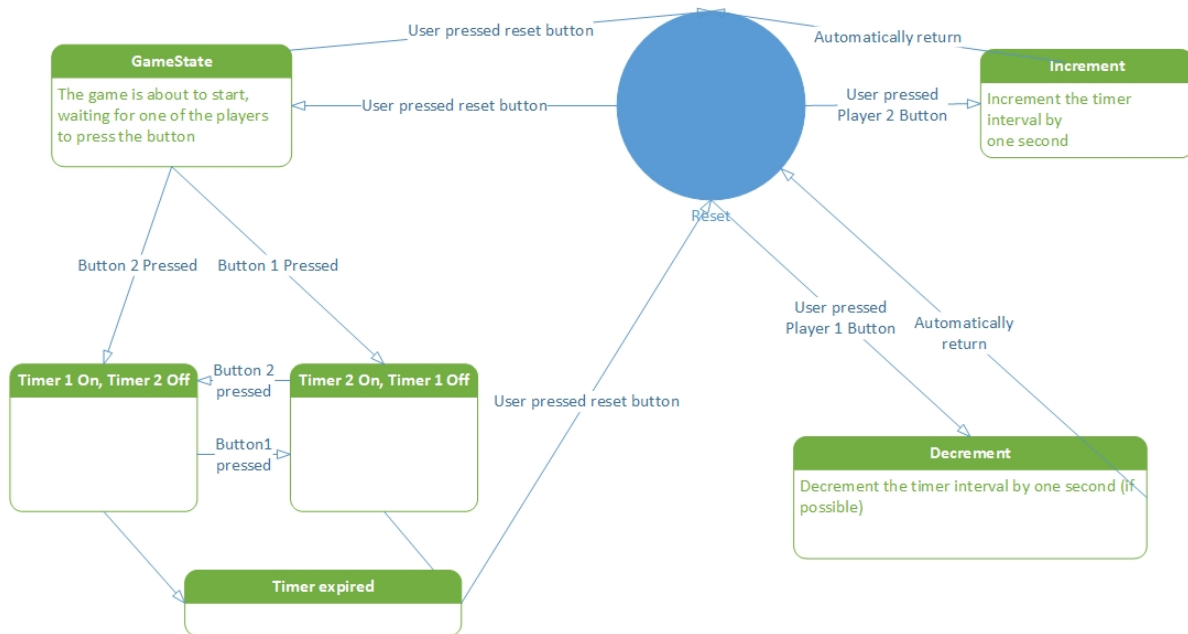 User pressed reset button
Automatically return
GameState
Increment
The game is about to start,
waiting for one of the players
to press the button
User pressed reset button
User pressed
Player 2 Button
Increment the timer
interval by
one second
Reset
Button 2 Pressed
Button 1 Pressed
User pressed
Player 1 Button
Automatically
return
Timer 1 On, Timer 2 Off
Button 2
pressed
Timer 2 On, Timer 1 Off
User pressed reset button
Button1
pressed
Decrement
Decrement the timer interval by one second (if
possible)
Timer expired